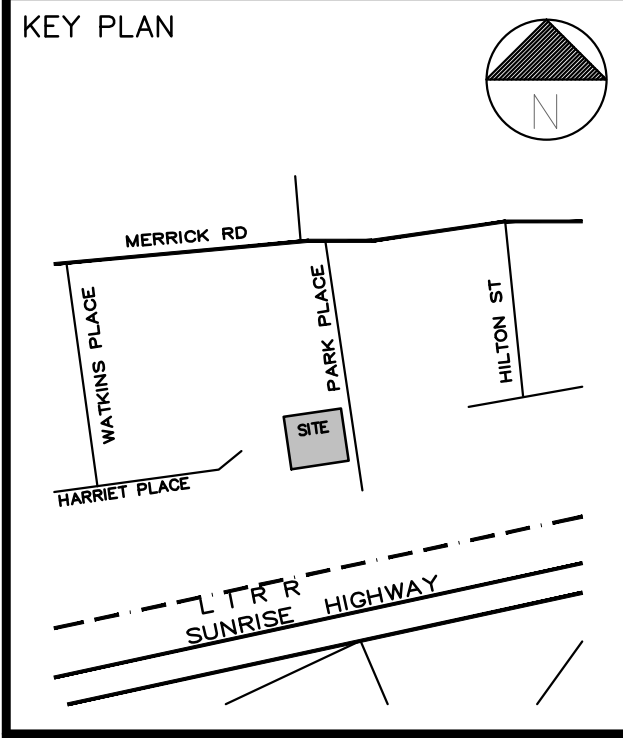 KEY PLAN
N
MERRICK RD
WATKINS PLACE
PARK PLACE
HILTON ST
SITE
HARRIET PLACE
L I R R
SUNRISE HIGHWAY